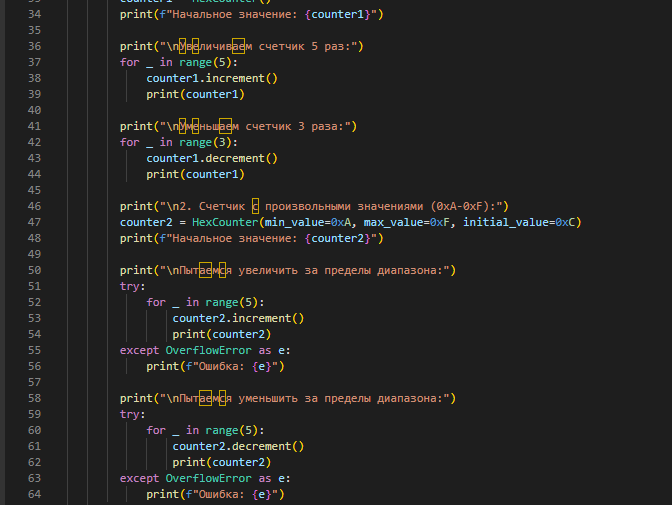 34 print(f"Начальное значение: {counter1}")
35
36 print("\nУвеличиваем счетчик 5 раз:")
37 for _ in range(5):
38 counter1.increment()
39 print(counter1)
40
41 print("\nУменьшаем счетчик 3 раза:")
42 for _ in range(3):
43 counter1.decrement()
44 print(counter1)
45
46 print("\n2. Счетчик с произвольными значениями (0xA-0xF):")
47 counter2 = HexCounter(min_value=0xA, max_value=0xF, initial_value=0xC)
48 print(f"Начальное значение: {counter2}")
49
50 print("\nПытаемся увеличить за пределы диапазона:")
51 try:
52 for _ in range(5):
53 counter2.increment()
54 print(counter2)
55 except OverflowError as e:
56 print(f"Ошибка: {e}")
57
58 print("\nПытаемся уменьшить за пределы диапазона:")
59 try:
60 for _ in range(5):
61 counter2.decrement()
62 print(counter2)
63 except OverflowError as e:
64 print(f"Ошибка: {e}")